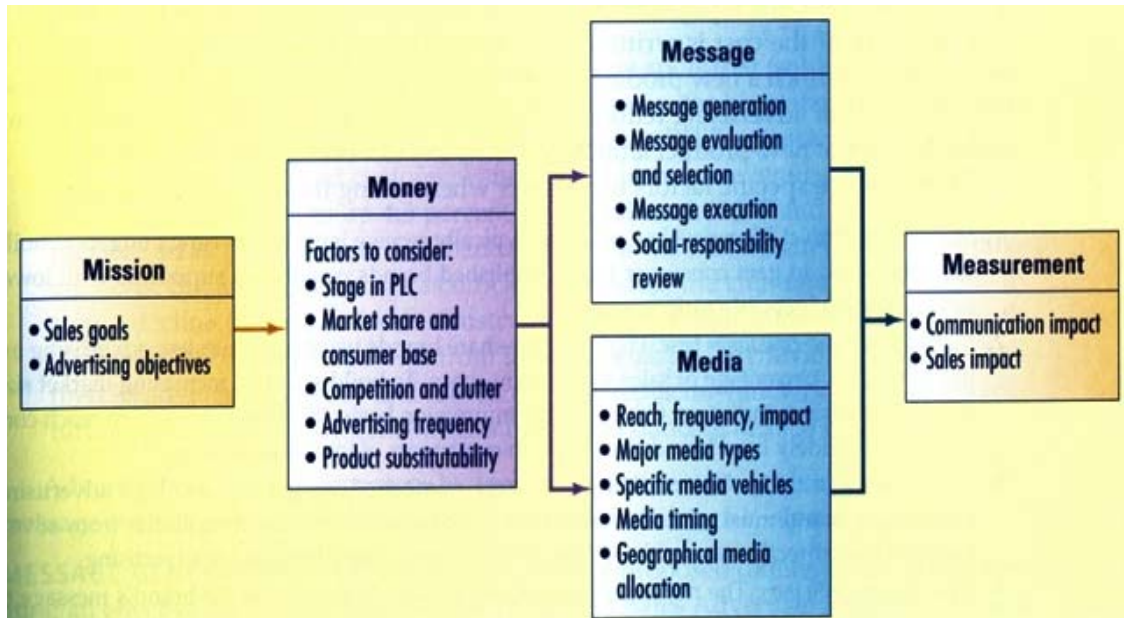 Mission
• Sales goals
• Advertising objectives
Money
Factors to consider:
• Stage in PLC
• Market share and
consumer base
• Competition and clutter
• Advertising frequency
• Product substitutability
Message
• Message generation
• Message evaluation
and selection
• Message execution
• Social-responsibility
review
Media
• Reach, frequency, impact
• Major media types
• Specific media vehicles
• Media timing
• Geographical media
allocation
Measurement
• Communication impact
• Sales impact